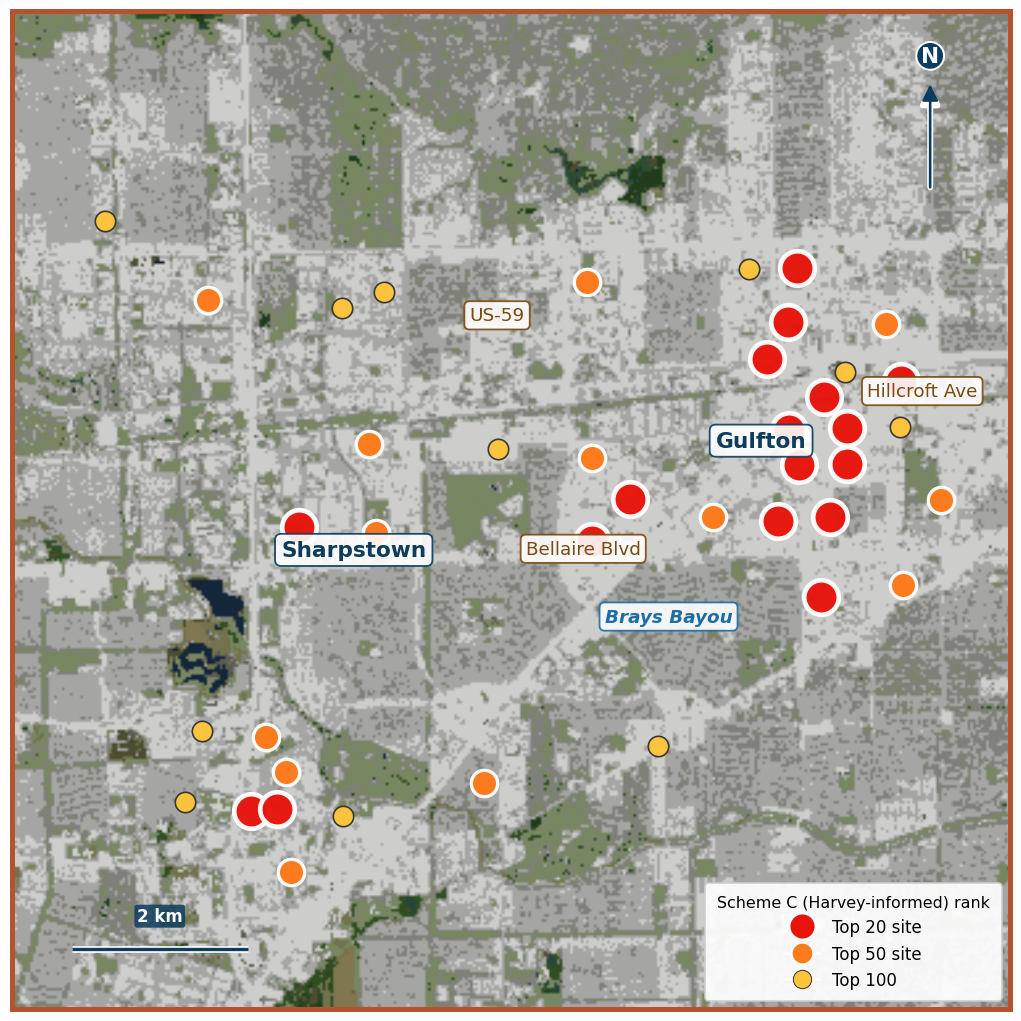 N
US-59
Hillcroft Ave
Gulfton
Sharpstown
Bellaire Blvd
Brays Bayou
2 km
Scheme C (Harvey-informed) rank
Top 20 site
Top 50 site
Top 100